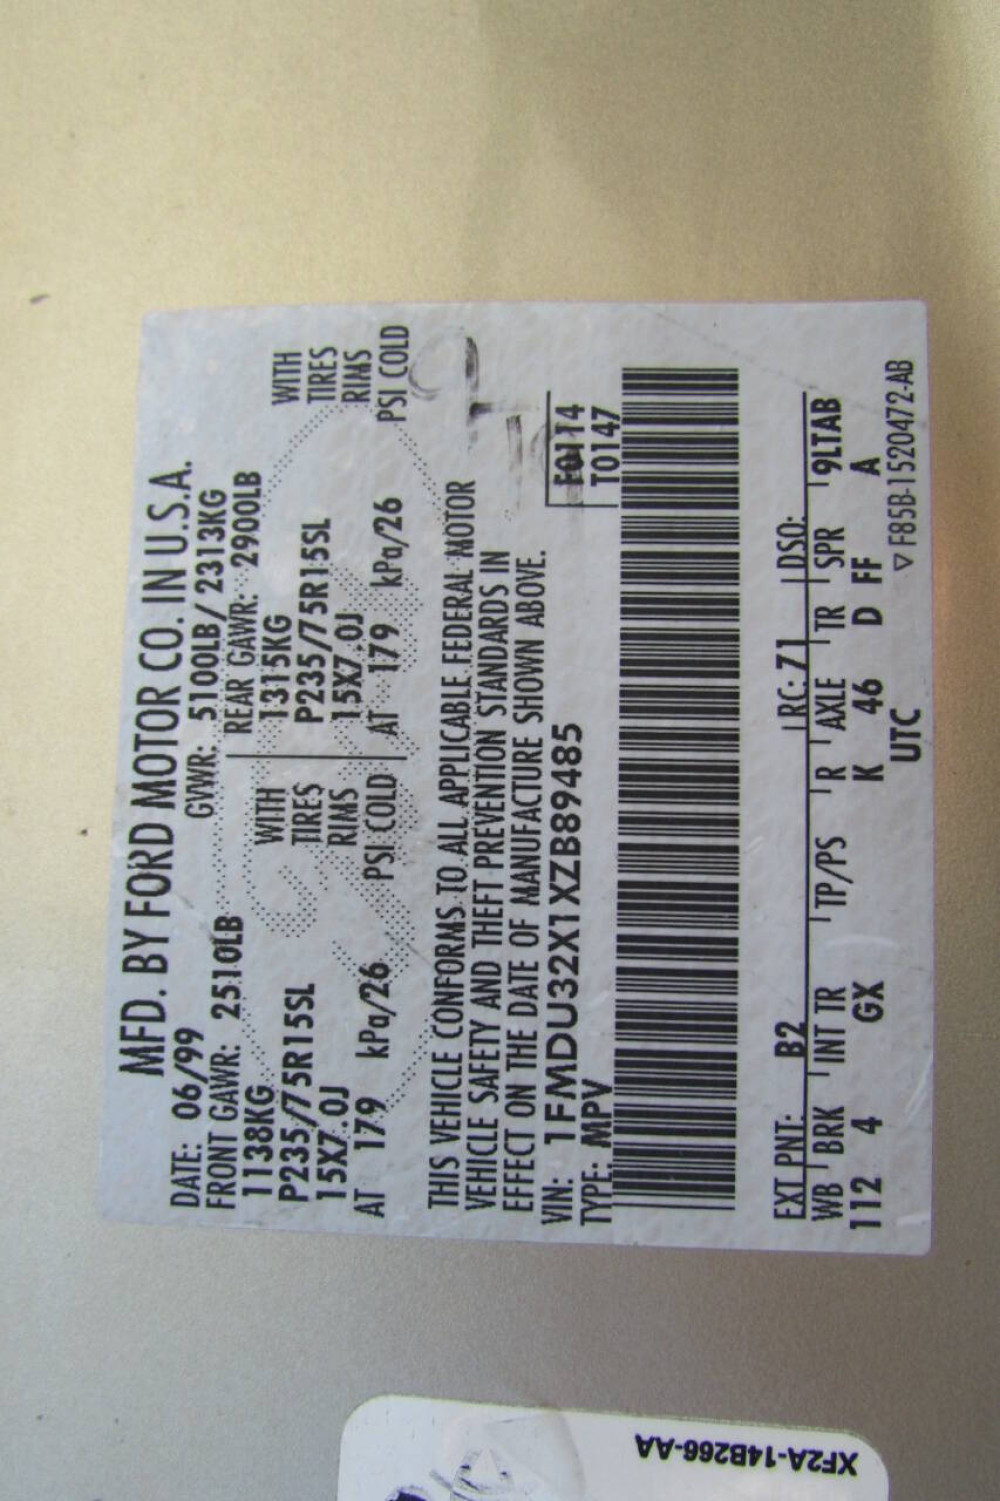 MFD. BY FORD MOTOR CO. IN U.S.A.
DATE: 06/99 GVWR: 5100LB/ 2313KG
FRONT GAWR: 2510LB REAR GAWR: 2900LB
1138KG WITH 1315KG WITH
P235/75R15SL TIRES P235/75R15SL TIRES
15X7.0J RIMS 15X7.0J RIMS
AT 179 kPa/26 PSI COLD AT 179 kPa/26 PSI COLD
THIS VEHICLE CONFORMS TO ALL APPLICABLE FEDERAL MOTOR
VEHICLE SAFETY AND THEFT PREVENTION STANDARDS IN
EFFECT ON THE DATE OF MANUFACTURE SHOWN ABOVE.
VIN: 1FMDU32X1XZB89485 F0114
TYPE: MPV T0147
EXT PNT: B2 RC: 71 DSO:
WB BRK INT TR TP/PS R AXLE TR SPR 9LTAB
112 4 GX K 46 D FF A
UTC ▽ F85B-1520472-AB
XF2A-14B266-AA